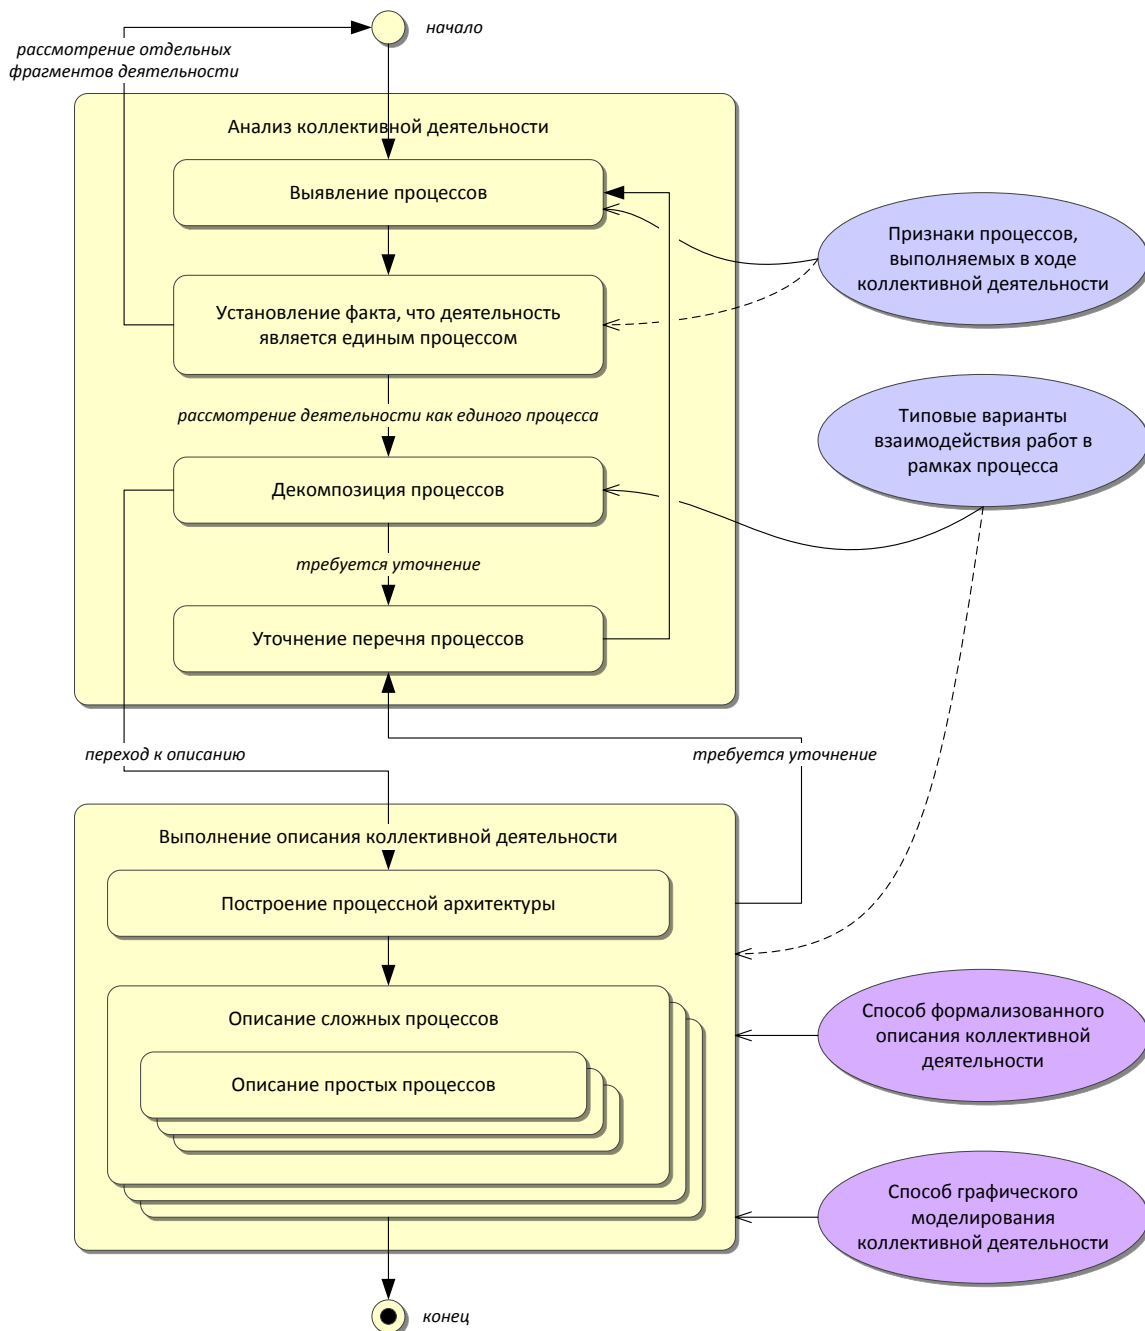 начало
рассмотрение отдельных
фрагментов деятельности
Анализ коллективной деятельности
Выявление процессов
Признаки процессов,
выполняемых в ходе
коллективной деятельности
Установление факта, что деятельность
является единым процессом
рассмотрение деятельности как единого процесса
Типовые варианты
взаимодействия работ в
рамках процесса
Декомпозиция процессов
требуется уточнение
Уточнение перечня процессов
переход к описанию
требуется уточнение
Выполнение описания коллективной деятельности
Построение процессной архитектуры
Описание сложных процессов
Способ формализованного
описания коллективной
деятельности
Описание простых процессов
Способ графического
моделирования
коллективной деятельности
конец